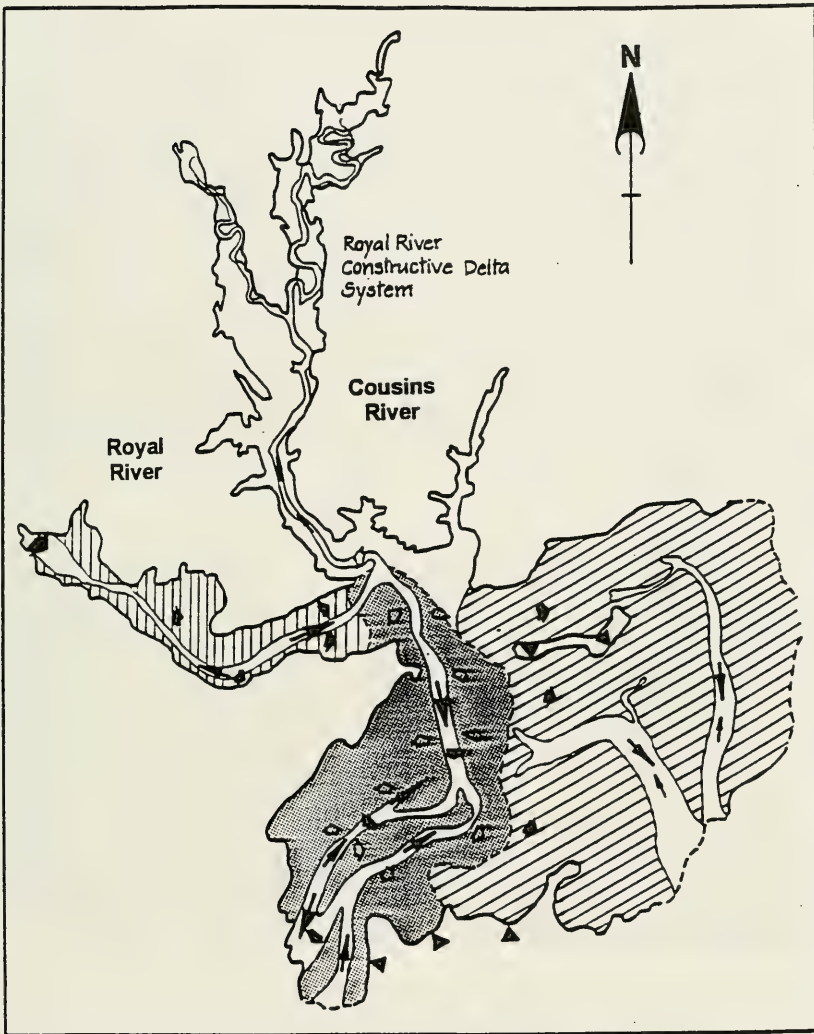 N
Royal River
Constructive Delta
System
Cousins
River
Royal
River